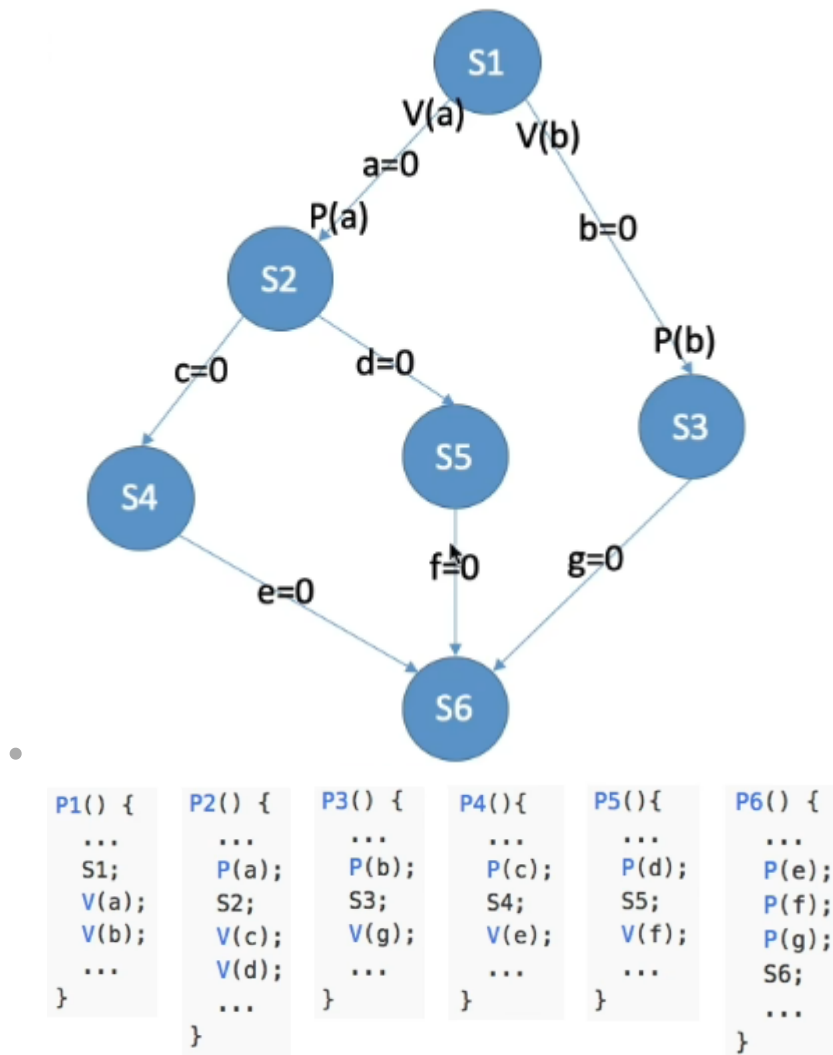 S1
V(a)
V(b)
a=0
P(a)
b=0
S2
P(b)
c=0
d=0
S3
S5
S4
f=0
g=0
e=0
S6
P1() {
...
S1;
V(a);
V(b);
...
}
P2() {
...
P(a);
S2;
V(c);
V(d);
...
}
P3() {
...
P(b);
S3;
V(g);
...
}
P4(){
...
P(c);
S4;
V(e);
...
}
P5(){
...
P(d);
S5;
V(f);
...
}
P6() {
...
P(e);
P(f);
P(g);
S6;
...
}